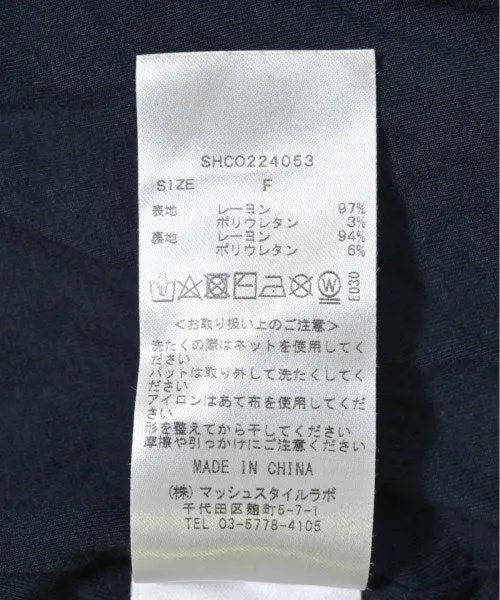 SHCO224053
SIZE F
表地 レーヨン 97%
ポリウレタン 3%
裏地 レーヨン 94%
ポリウレタン 6%
W E030
<お取り扱い上のご注意>
洗たくの際はネットを使用してく
ださい
パットは取り外して洗たくしてく
ださい
アイロンはあて布を使用してくだ
さい
形を整えてから干してください
摩擦や引っかけにご注意ください
MADE IN CHINA
(株)マッシュスタイルラボ
千代田区麹町5-7-1
TEL 03-5778-4105